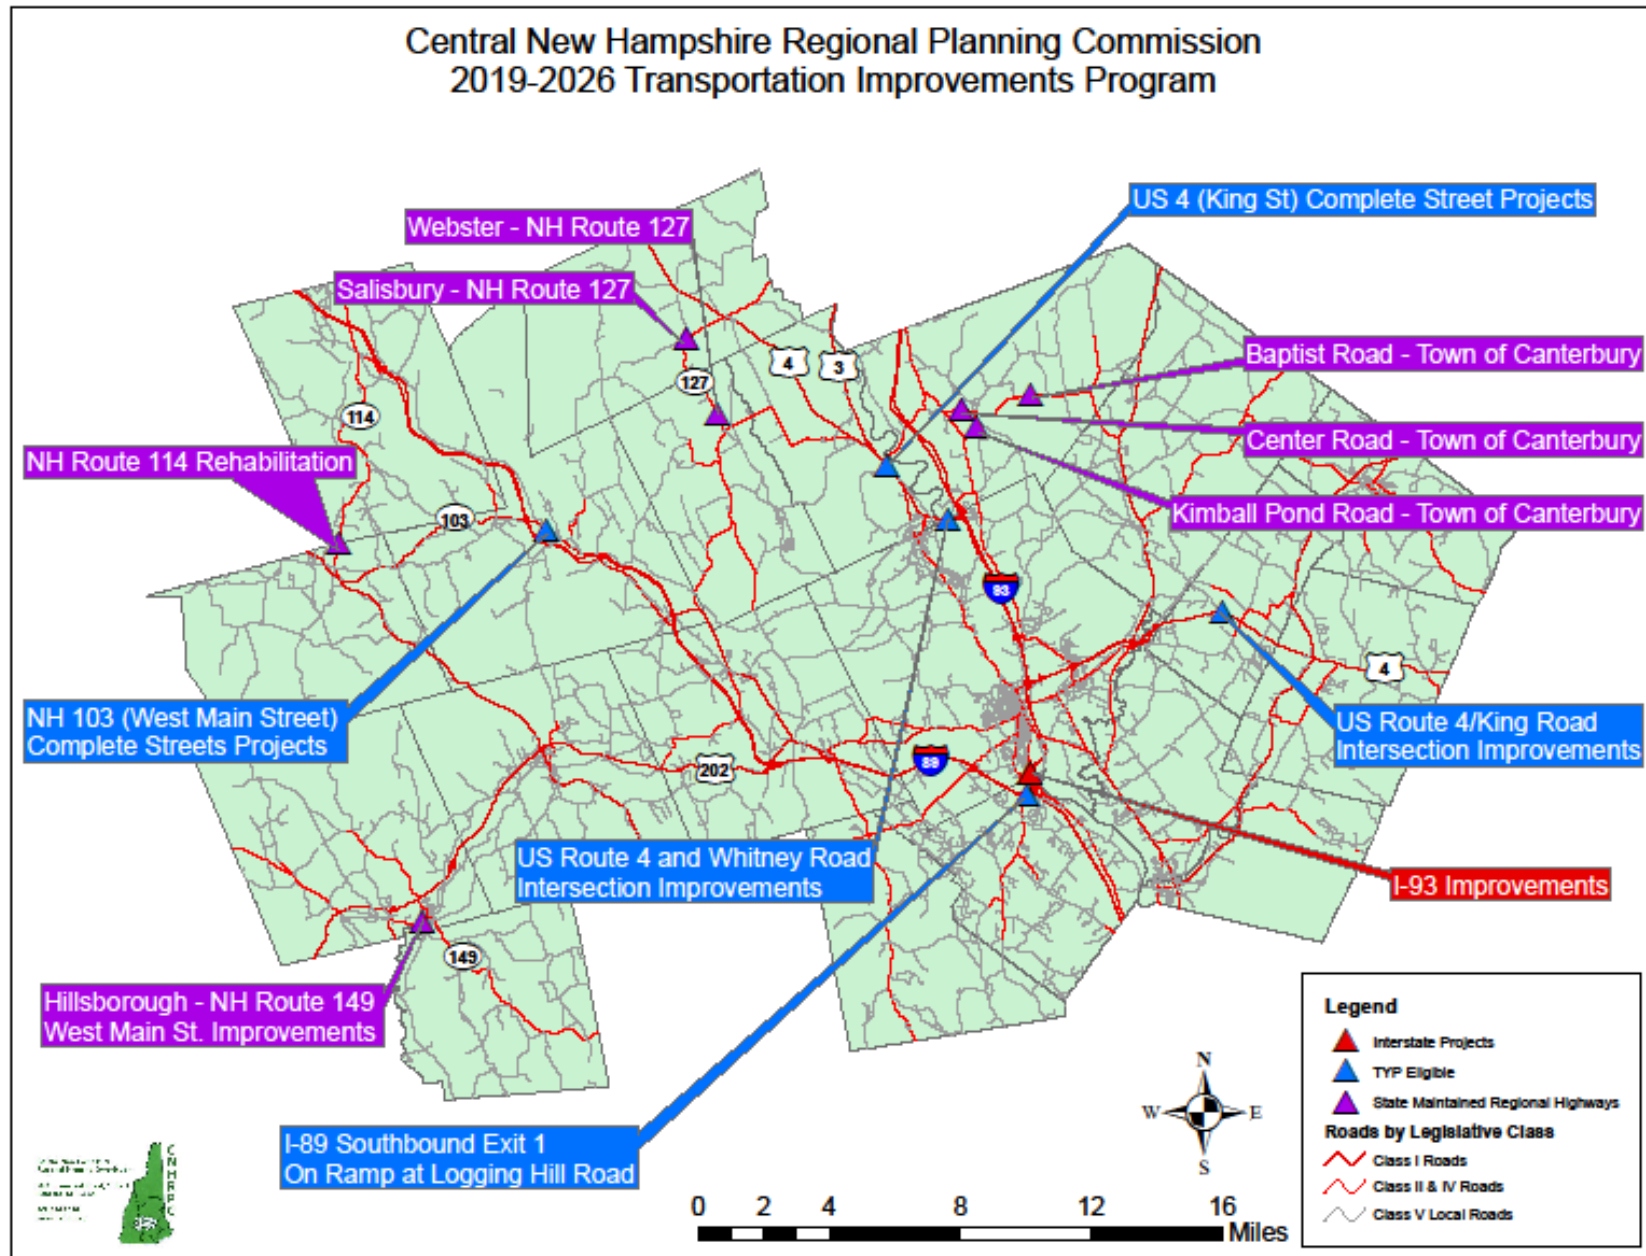 Central New Hampshire Regional Planning Commission
2019-2026 Transportation Improvements Program
US 4 (King St) Complete Street Projects
Webster - NH Route 127
Salisbury - NH Route 127
Baptist Road - Town of Canterbury
4
3
127
114
Center Road - Town of Canterbury
NH Route 114 Rehabilitation
Kimball Pond Road - Town of Canterbury
103
93
4
NH 103 (West Main Street)
Complete Streets Projects
US Route 4/King Road
Intersection Improvements
202
89
US Route 4 and Whitney Road
Intersection Improvements
I-93 Improvements
149
Hillsborough - NH Route 149
West Main St. Improvements
I-89 Southbound Exit 1
On Ramp at Logging Hill Road
Legend
Interstate Projects
TYP Eligible
State Maintained Regional Highways
Roads by Legislative Class
Class I Roads
Class II & IV Roads
Class V Local Roads
N
W E
S
0 2 4 8 12 16
Miles
CNHRPC